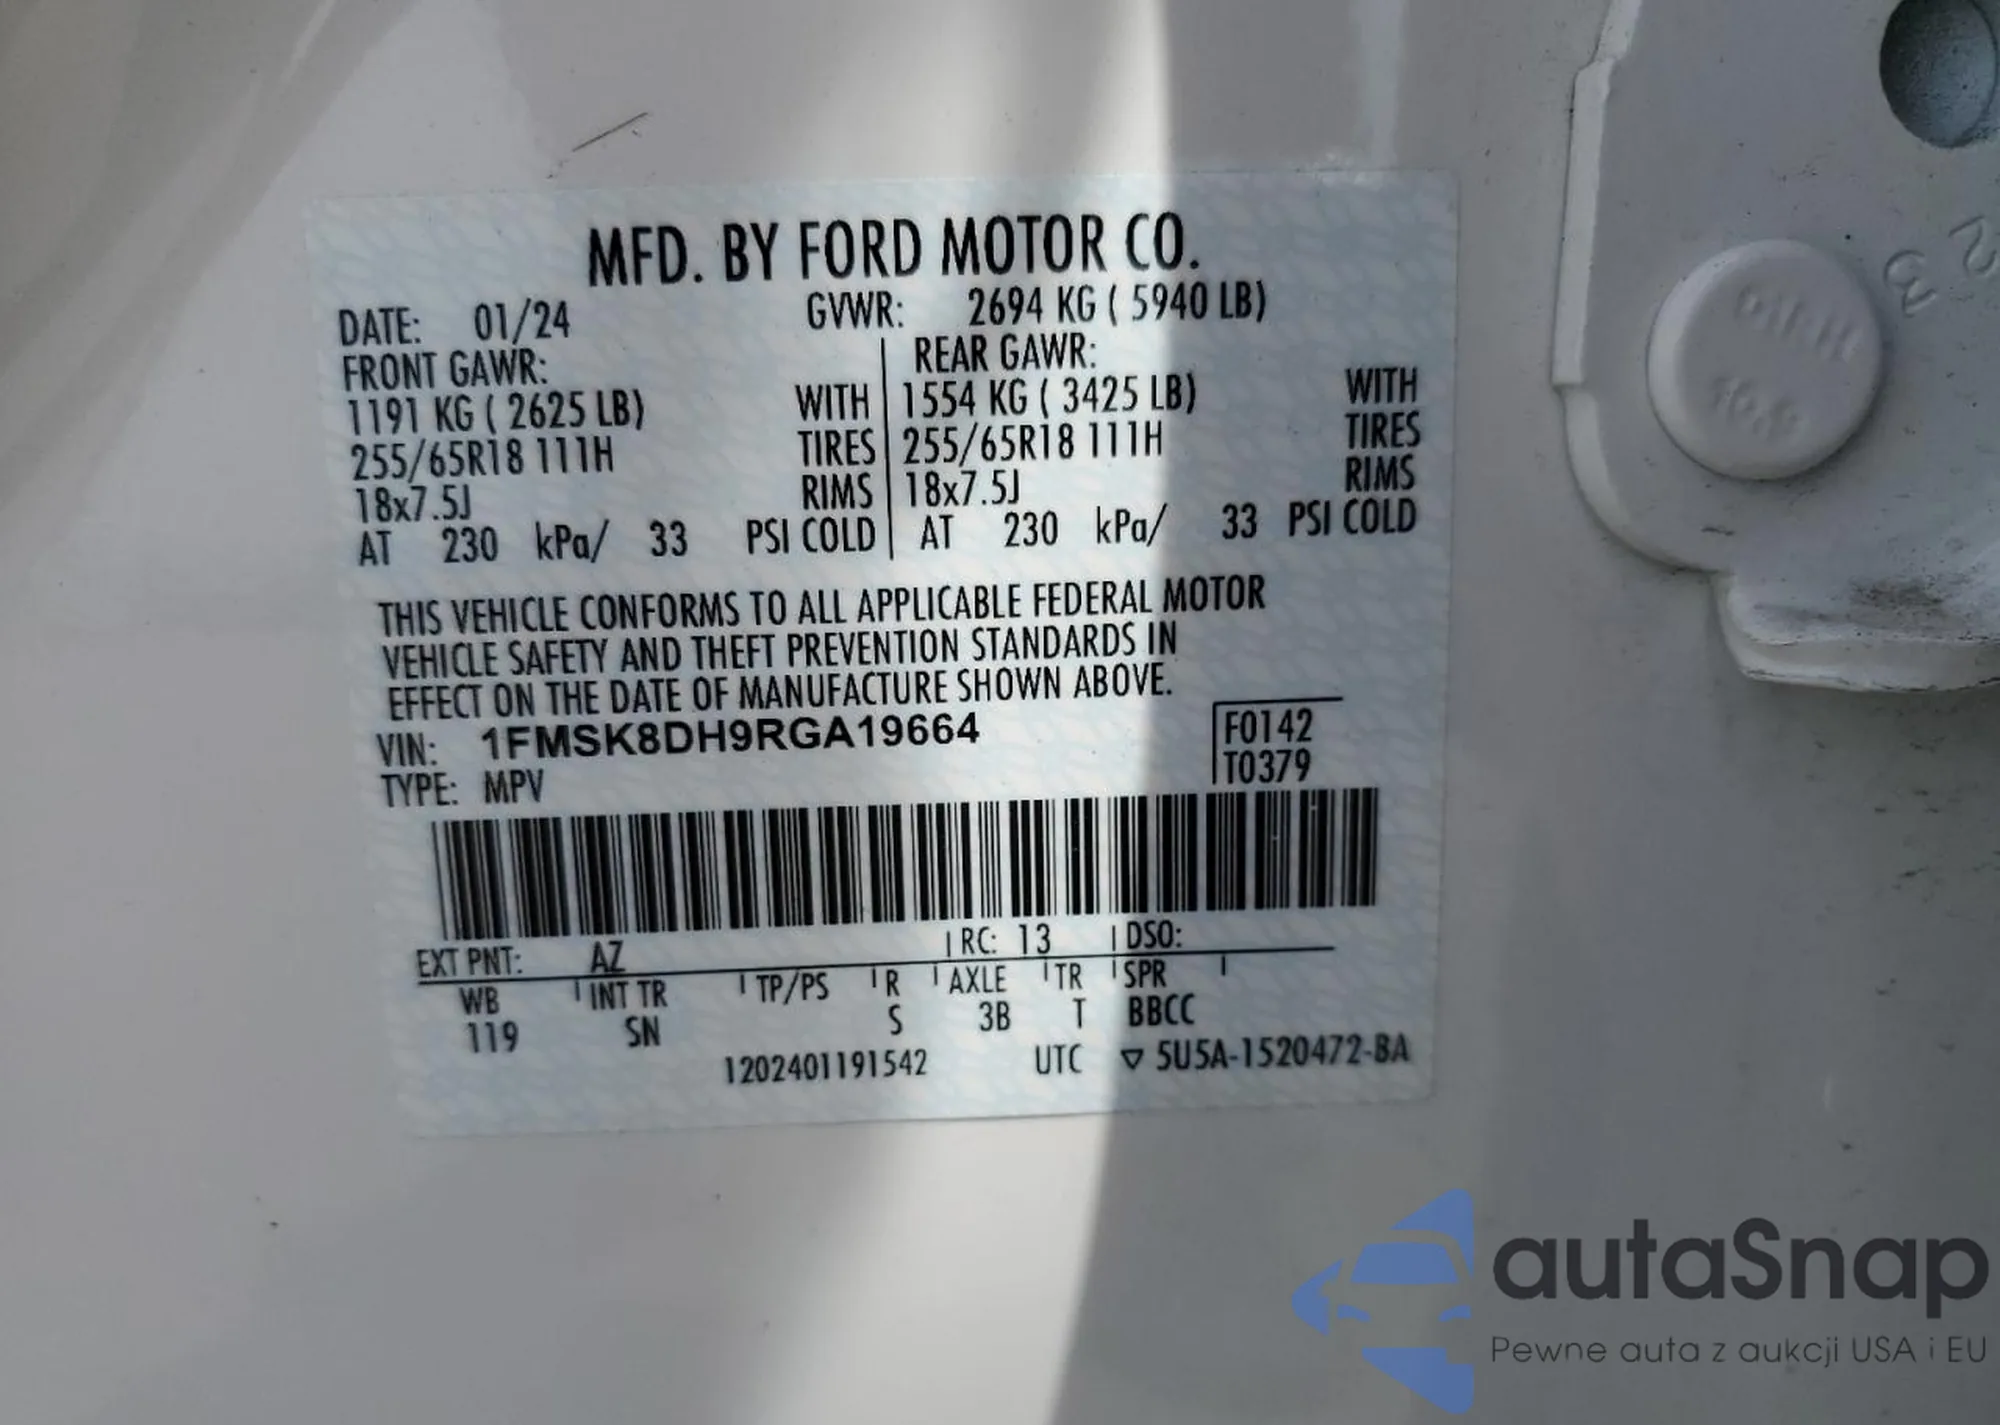 MFD. BY FORD MOTOR CO.
DATE: 01/24 GVWR: 2694 KG ( 5940 LB)
FRONT GAWR: REAR GAWR:
1191 KG ( 2625 LB) WITH 1554 KG ( 3425 LB) WITH
255/65R18 111H TIRES 255/65R18 111H TIRES
18x7.5J RIMS 18x7.5J RIMS
AT 230 kPa/ 33 PSI COLD AT 230 kPa/ 33 PSI COLD
THIS VEHICLE CONFORMS TO ALL APPLICABLE FEDERAL MOTOR
VEHICLE SAFETY AND THEFT PREVENTION STANDARDS IN
EFFECT ON THE DATE OF MANUFACTURE SHOWN ABOVE.
VIN: 1FMSK8DH9RGA19664 F0142
TYPE: MPV T0379
EXT PNT: AZ RC: 13 DSO:
WB INT TR TP/PS R AXLE TR SPR
119 SN S 3B T BBCC
1202401191542 UTC ▽ 5U5A-1520472-BA
2
3
10.9
autaSnap
Pewne auta z aukcji USA i EU